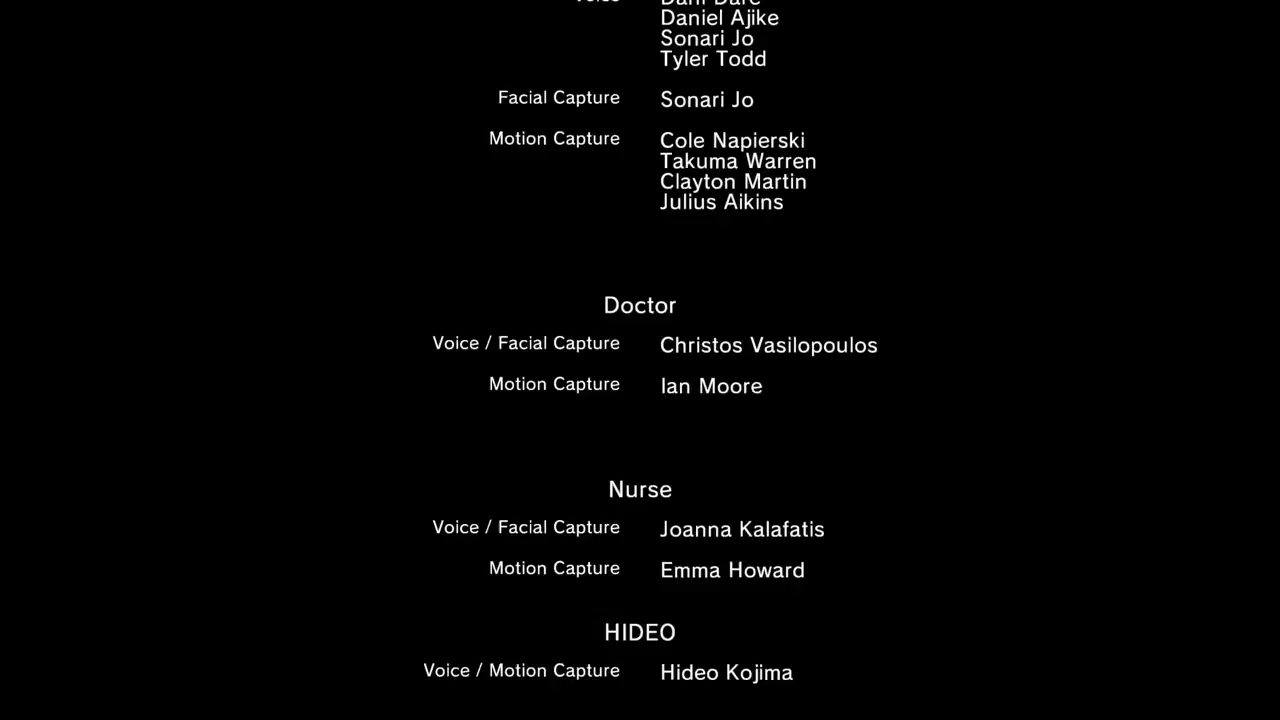 Daniel Ajike
Sonari Jo
Tyler Todd
Facial Capture Sonari Jo
Motion Capture Cole Napierski
Takuma Warren
Clayton Martin
Julius Aikins
Doctor
Voice / Facial Capture Christos Vasilopoulos
Motion Capture Ian Moore
Nurse
Voice / Facial Capture Joanna Kalafatis
Motion Capture Emma Howard
HIDEO
Voice / Motion Capture Hideo Kojima